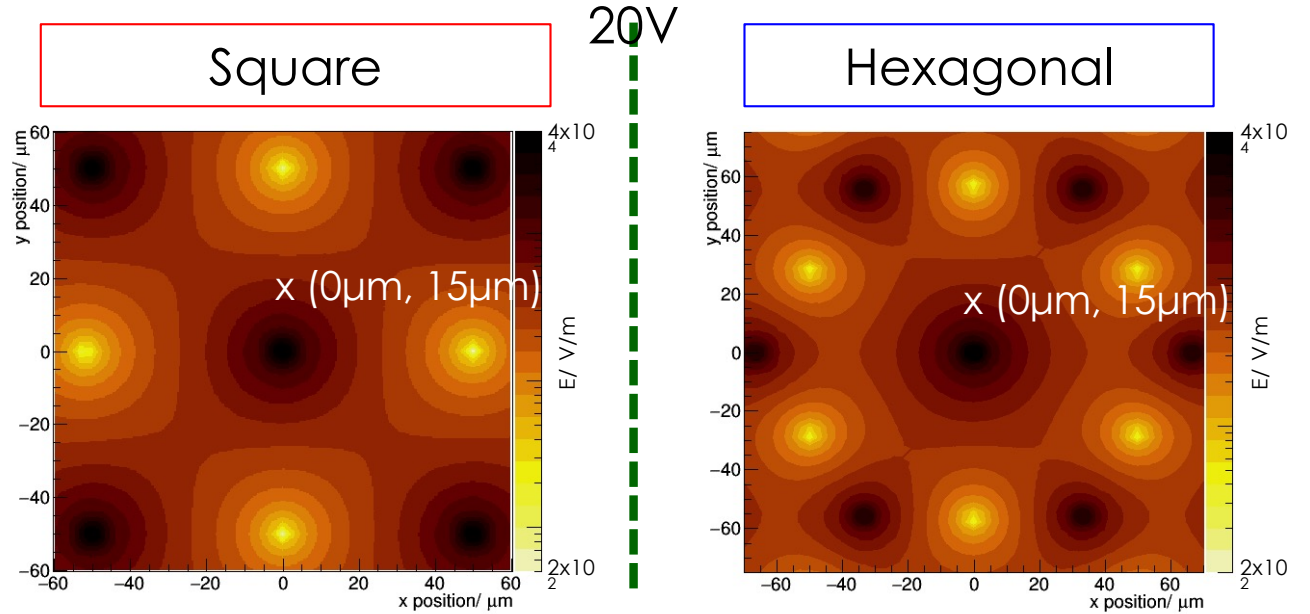 20V
Square
Hexagonal
60
40
20
0
−20
−40
−60
y position/ μm
−60
−40
−20
0
20
40
60
x position/ μm
4x10
4
E/ V/m
2x10
2
x (0μm, 15μm)
60
40
20
0
−20
−40
−60
y position/ μm
−60
−40
−20
0
20
40
60
x position/ μm
4x10
4
E/ V/m
2x10
2
x (0μm, 15μm)